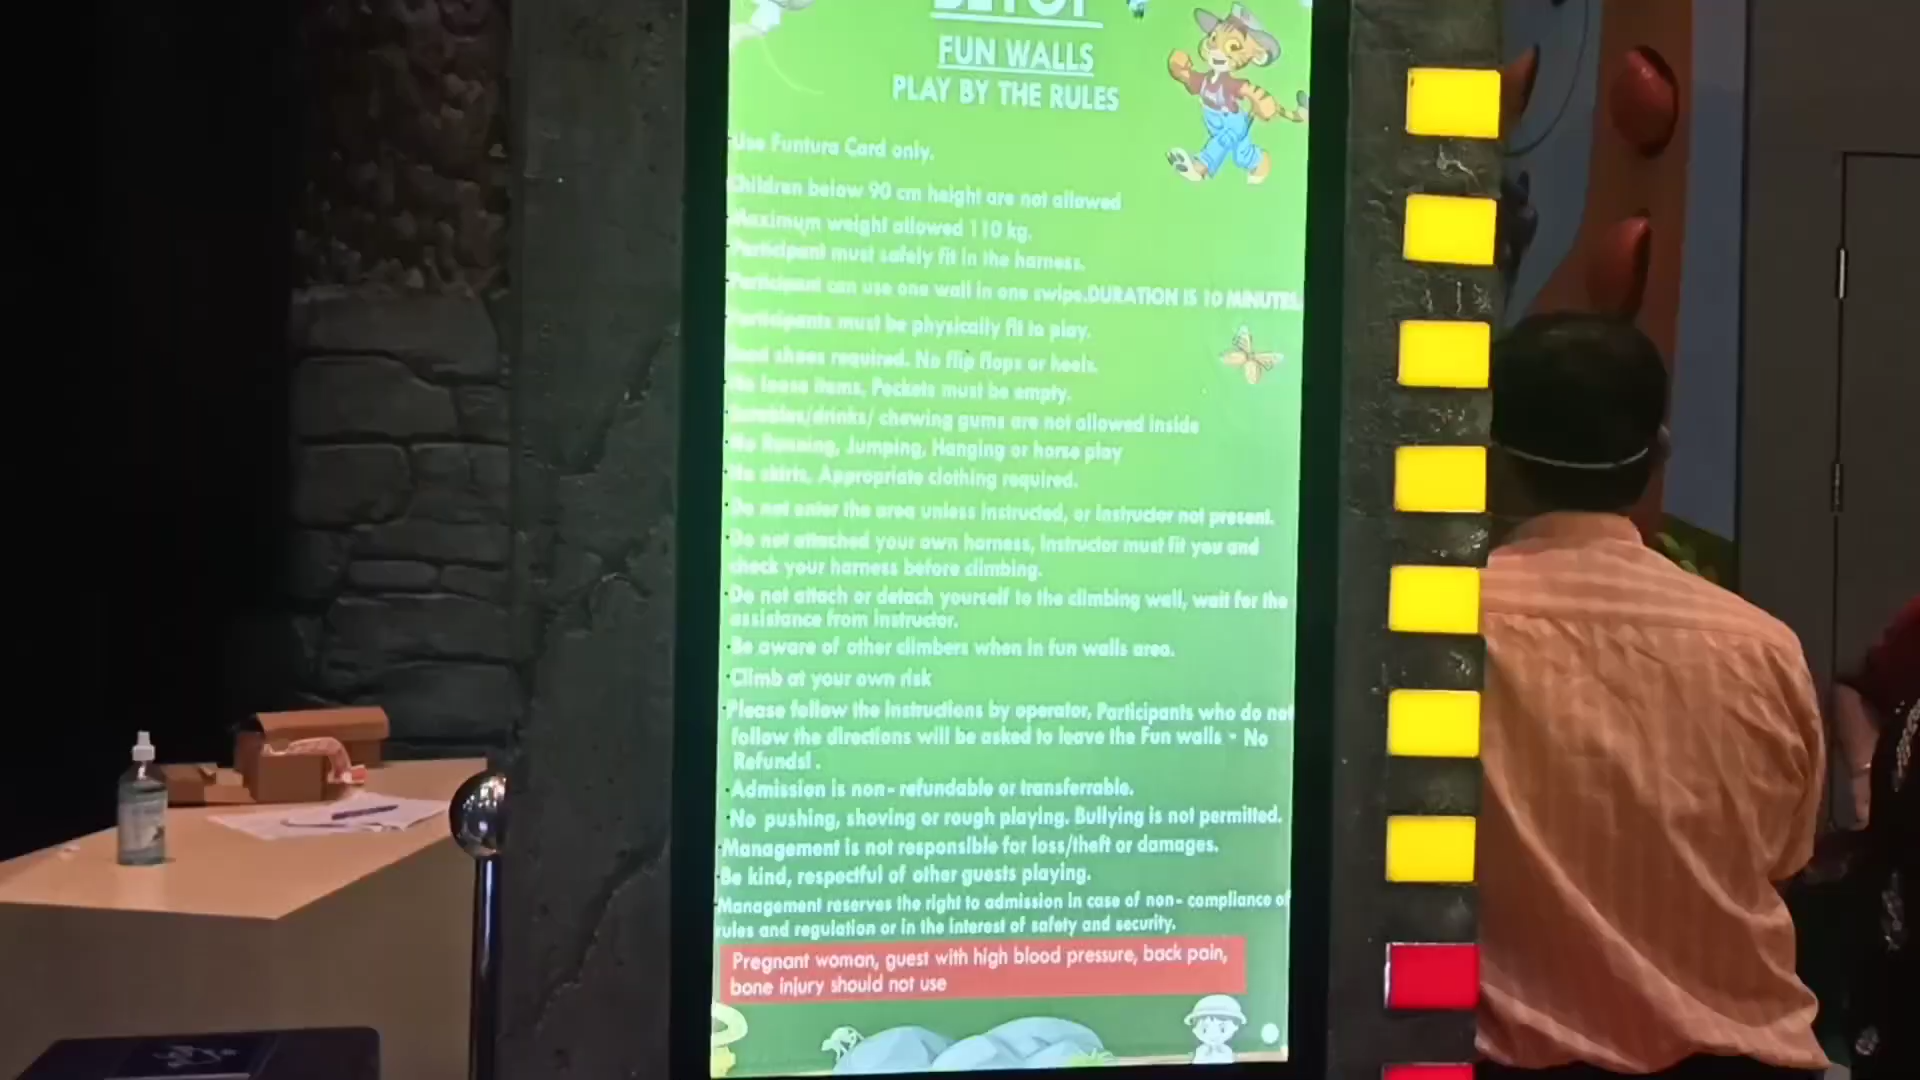 FUN WALLS
PLAY BY THE RULES
Use Funtura Card only.
Children below 90 cm height are not allowed
Maximum weight allowed 110 kg.
Participant must safely fit in the harness.
Participant can use one wall in one swipe.DURATION IS 10 MINUTES.
Participants must be physically fit to play.
shoes required. No flip flops or heels.
No loose items, Pockets must be empty.
/drinks/ chewing gums are not allowed inside
No Running, Jumping, Hanging or horse play
No skirts, Appropriate clothing required.
Do not enter the area unless instructed, or instructor not present.
Do not attached your own harness, Instructor must fit you and
check your harness before climbing.
Do not attach or detach yourself to the climbing wall, wait for the
assistance from instructor.
Be aware of other climbers when in fun walls area.
Climb at your own risk
Please follow the instructions by operator, Participants who do not
follow the directions will be asked to leave the Fun walls - No
Refunds! .
Admission is non- refundable or transferrable.
No pushing, shoving or rough playing. Bullying is not permitted.
Management is not responsible for loss/theft or damages.
Be kind, respectful of other guests playing.
Management reserves the right to admission in case of non- compliance of
rules and regulation or in the interest of safety and security.
Pregnant woman, guest with high blood pressure, back pain,
bone injury should not use